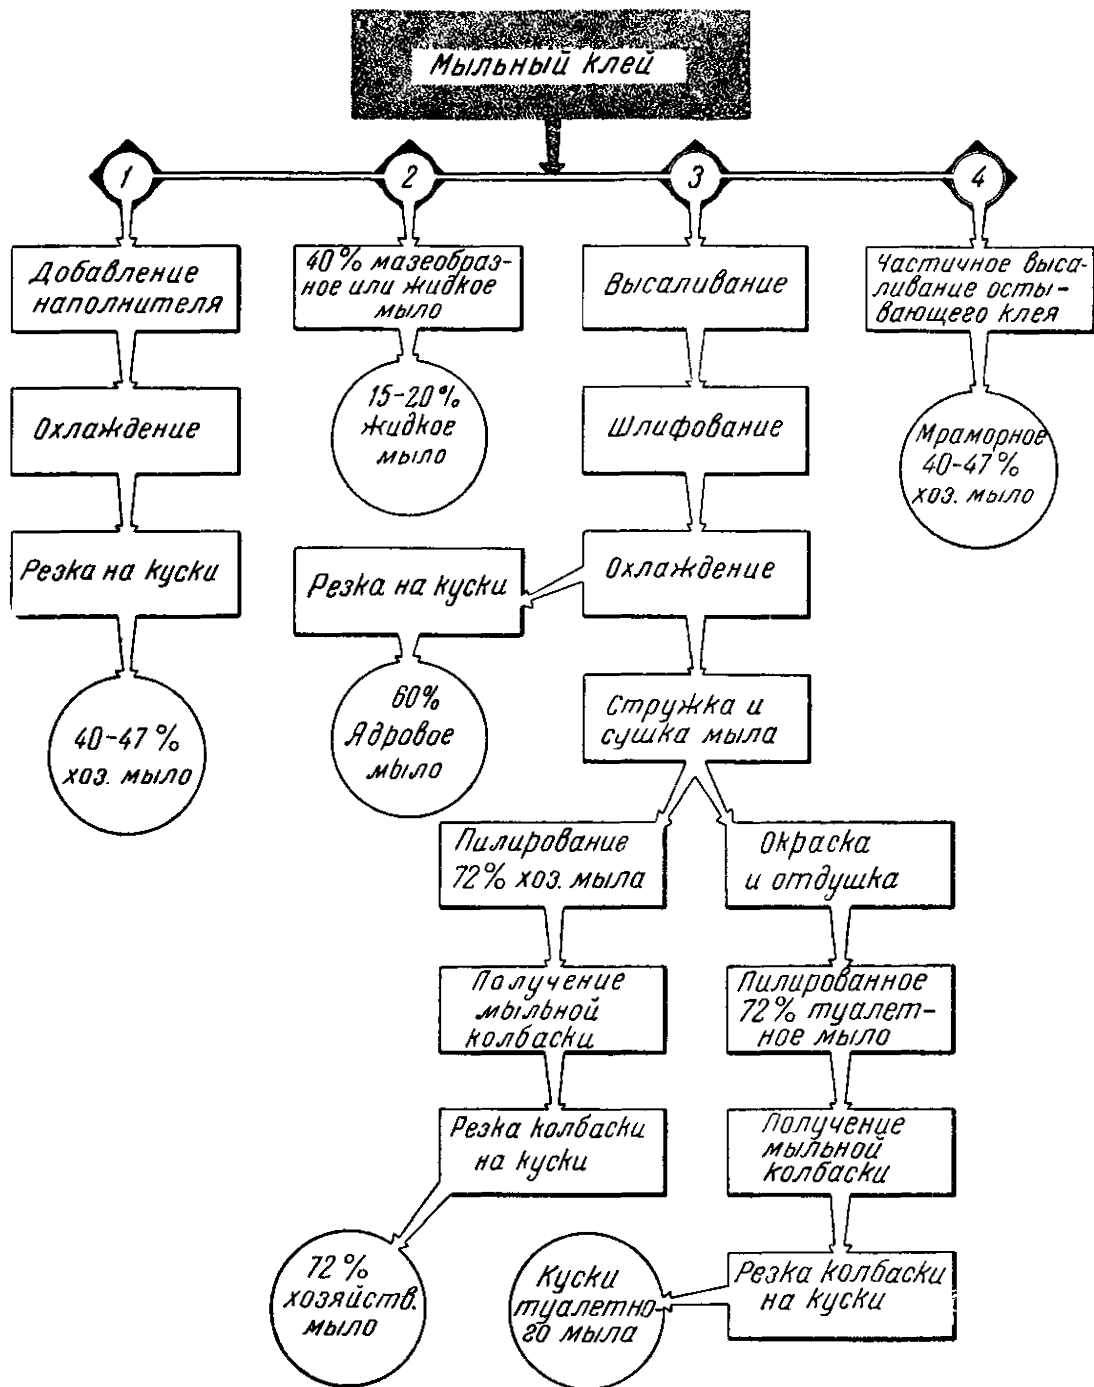 Мыльный клей
1
2
3
4
Добавление
наполнителя
Охлаждение
Резка на куски
40-47%
хоз. мыло
40% мазеобраз-
ное или жидкое
мыло
15-20%
жидкое
мыло
Высаливание
Шлифование
Охлаждение
Резка на куски
60%
Ядровое
мыло
Стружка и
сушка мыла
Пилирование
72% хоз. мыла
Получение
мыльной
колбаски
Резка колбаски
на куски
72%
хозяйств.
мыло
Окраска
и отдушка
Пилированное
72% туалет-
ное мыло
Получение
мыльной
колбаски
Резка колбаски
на куски
Куски
туалетно-
го мыла
Частичное выса-
ливание осты-
вающего клея
Мраморное
40-47%
хоз. мыло